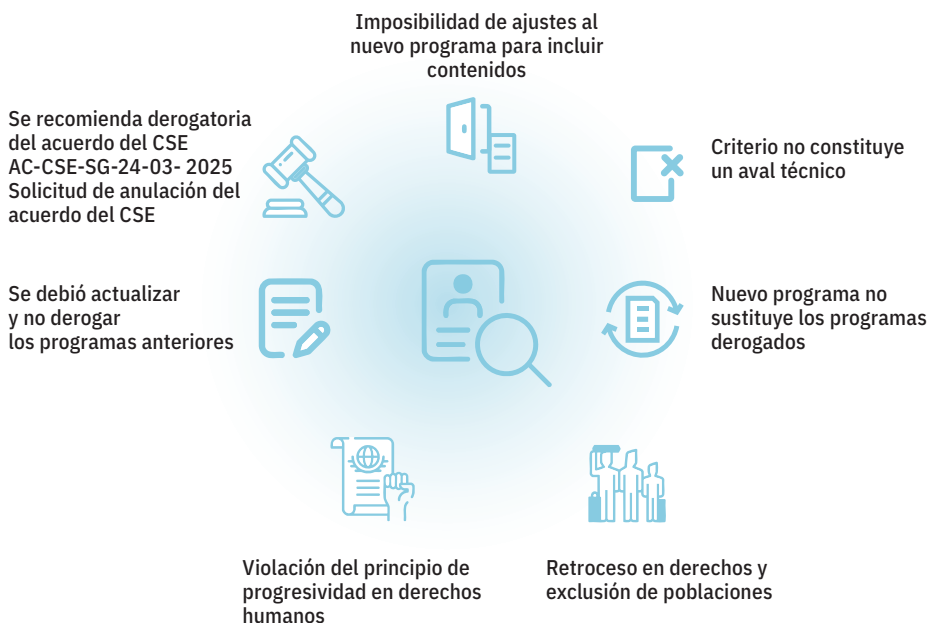 Imposibilidad de ajustes al
nuevo programa para incluir
contenidos
Se recomienda derogatoria
del acuerdo del CSE
AC-CSE-SG-24-03- 2025
Solicitud de anulación del
acuerdo del CSE
Criterio no constituye
un aval técnico
Se debió actualizar
y no derogar
los programas anteriores
Nuevo programa no
sustituye los programas
derogados
Violación del principio de
progresividad en derechos
humanos
Retroceso en derechos y
exclusión de poblaciones